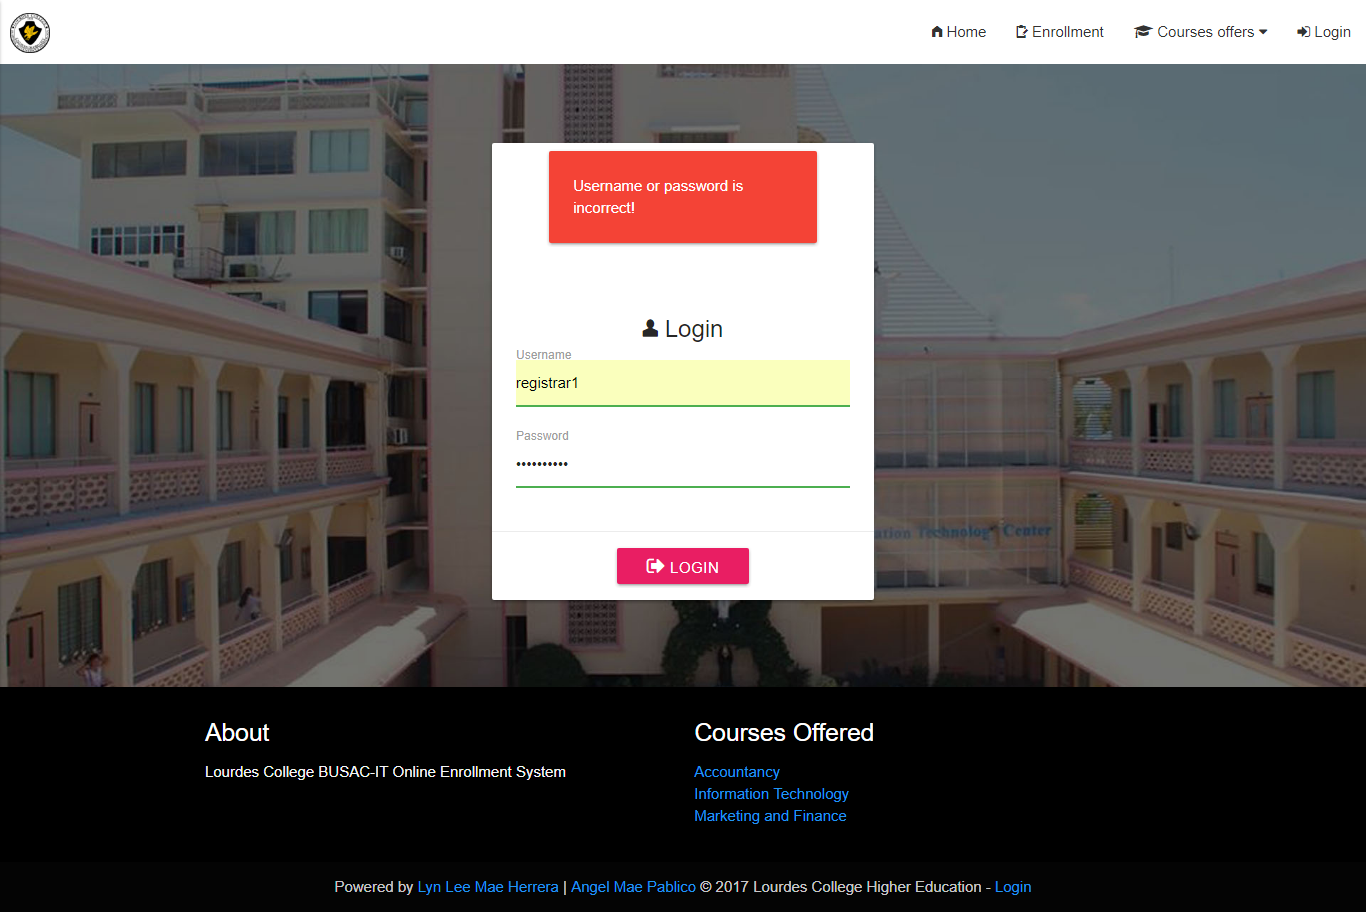 Home
Enrollment
Courses offers
Login
Username or password is
incorrect!
Login
Username
registrar1
Password
••••••••••
LOGIN
Technology Center
About
Lourdes College BUSAC-IT Online Enrollment System
Courses Offered
Accountancy
Information Technology
Marketing and Finance
Powered by Lyn Lee Mae Herrera | Angel Mae Pablico © 2017 Lourdes College Higher Education - Login